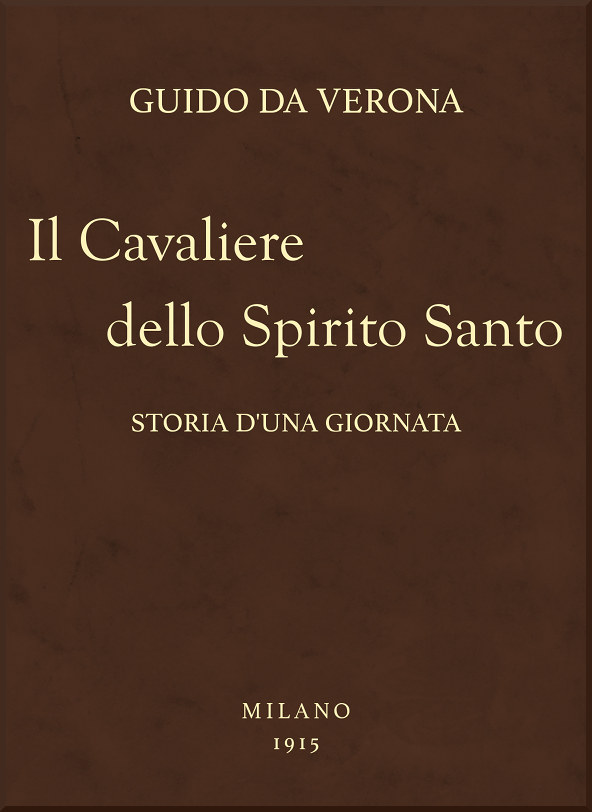 GUIDO DA VERONA
Il Cavaliere
dello Spirito Santo
STORIA D'UNA GIORNATA
MILANO
1915